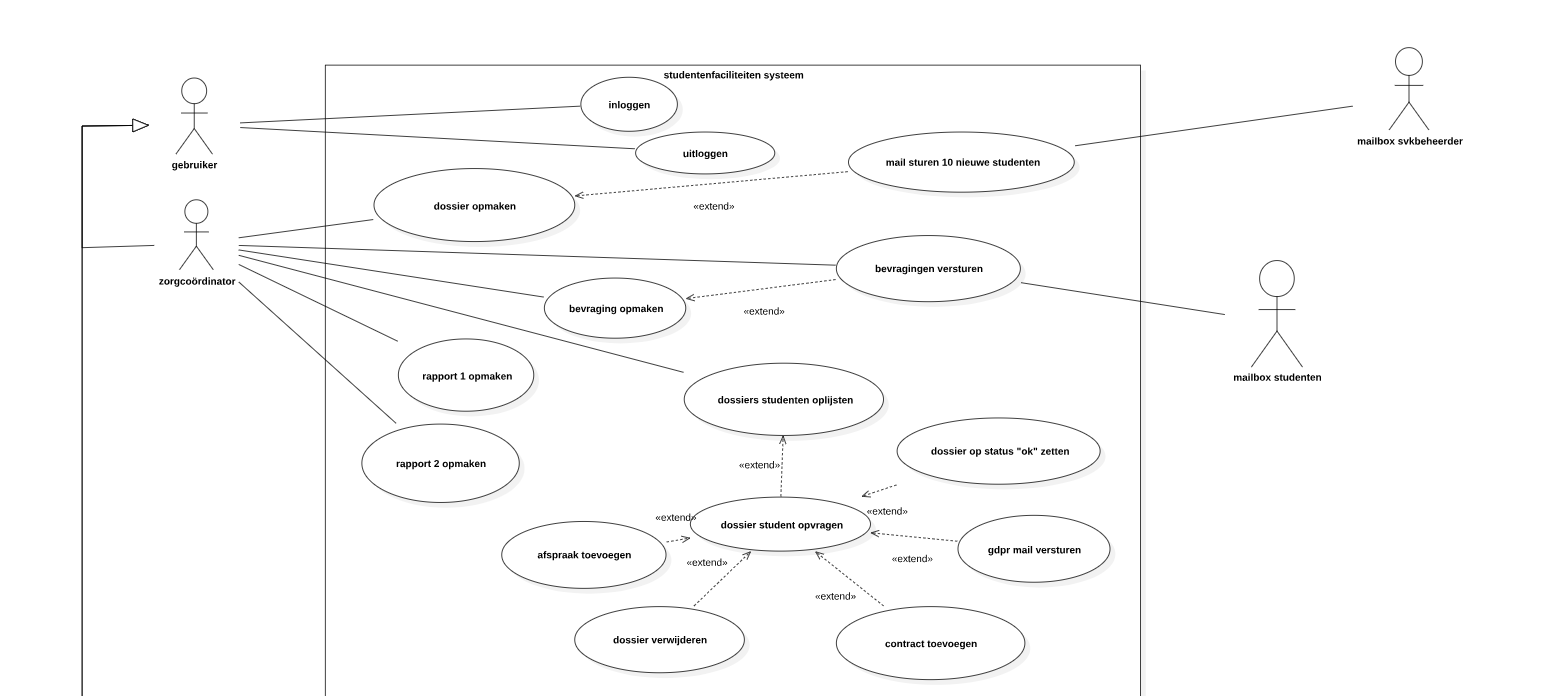 studentenfaciliteiten systeem
inloggen
mailbox svkbeheerder
uitloggen
gebruiker
mail sturen 10 nieuwe studenten
dossier opmaken
«extend»
bevragingen versturen
zorgcoördinator
bevraging opmaken
«extend»
rapport 1 opmaken
mailbox studenten
dossiers studenten oplijsten
dossier op status "ok" zetten
rapport 2 opmaken
«extend»
«extend»
«extend»
dossier student opvragen
afspraak toevoegen
gdpr mail versturen
«extend»
«extend»
«extend»
dossier verwijderen
contract toevoegen